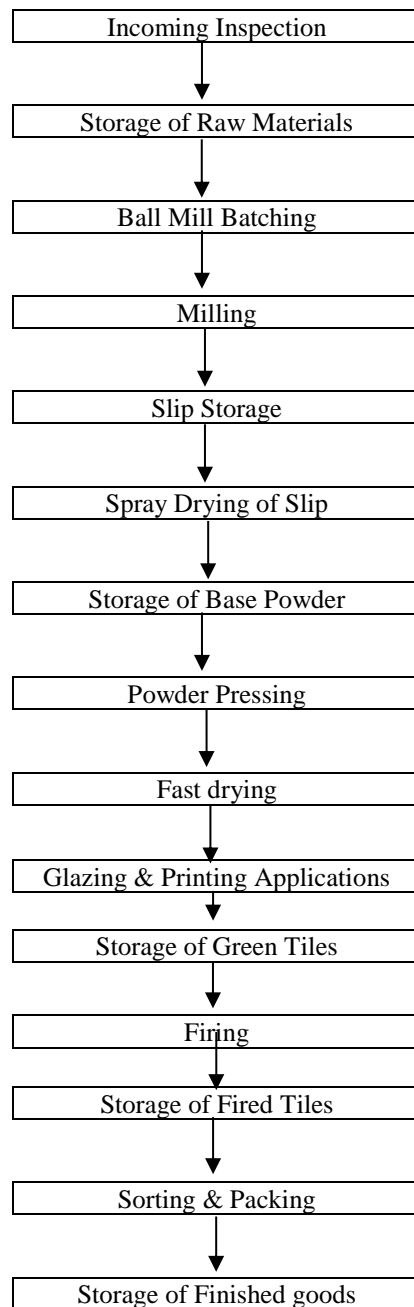 Incoming Inspection
Storage of Raw Materials
Ball Mill Batching
Milling
Slip Storage
Spray Drying of Slip
Storage of Base Powder
Powder Pressing
Fast drying
Glazing & Printing Applications
Storage of Green Tiles
Firing
Storage of Fired Tiles
Sorting & Packing
Storage of Finished goods